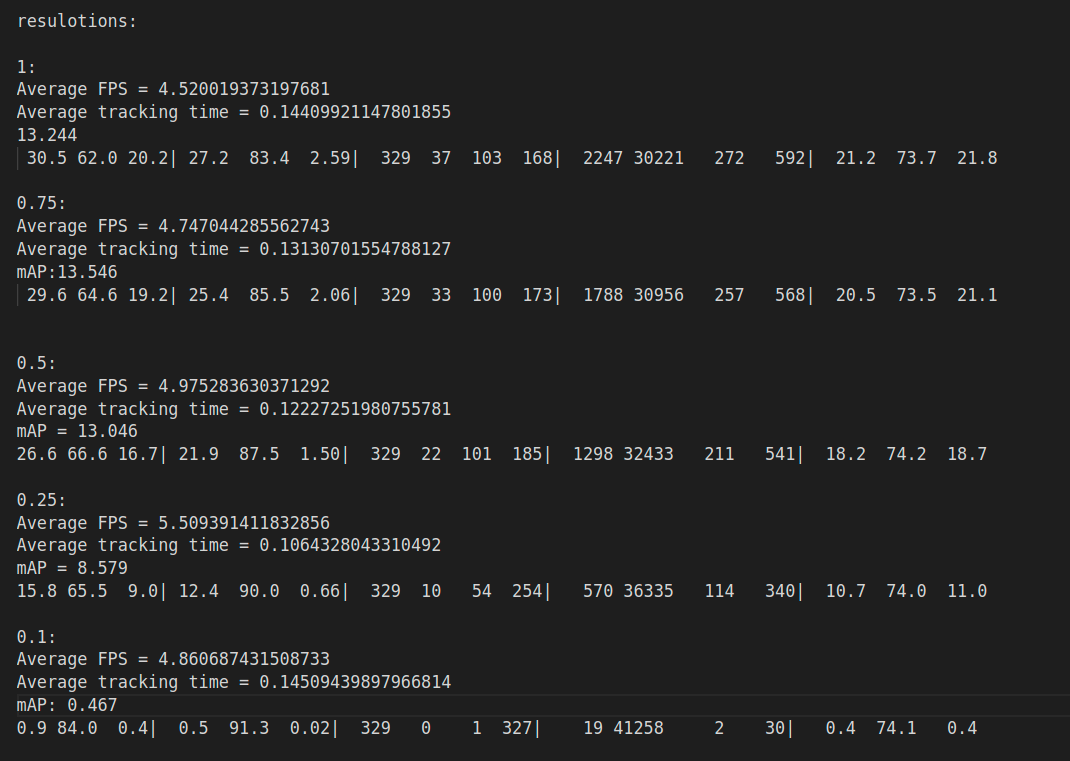 resulotions:
1:
Average FPS = 4.520019373197681
Average tracking time = 0.14409921147801855
13.244
30.5 62.0 20.2| 27.2  83.4  2.59|  329  37  103  168|  2247 30221   272   592|  21.2  73.7  21.8
0.75:
Average FPS = 4.747044285562743
Average tracking time = 0.13130701554788127
mAP:13.546
29.6 64.6 19.2| 25.4  85.5  2.06|  329  33  100  173|  1788 30956   257   568|  20.5  73.5  21.1
0.5:
Average FPS = 4.975283630371292
Average tracking time = 0.12227251980755781
mAP = 13.046
26.6 66.6 16.7| 21.9  87.5  1.50|  329  22  101  185|  1298 32433   211   541|  18.2  74.2  18.7
0.25:
Average FPS = 5.509391411832856
Average tracking time = 0.1064328043310492
mAP = 8.579
15.8 65.5  9.0| 12.4  90.0  0.66|  329  10   54  254|   570 36335   114   340|  10.7  74.0  11.0
0.1:
Average FPS = 4.860687431508733
Average tracking time = 0.14509439897966814
mAP: 0.467
0.9 84.0  0.4|  0.5  91.3  0.02|  329   0    1  327|    19 41258     2    30|   0.4  74.1   0.4